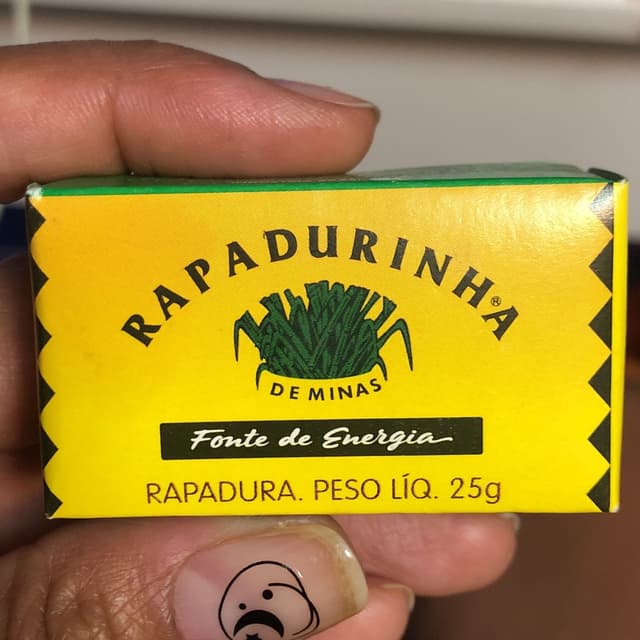 RAPADURINHA®
DE MINAS
Fonte de Energia
RAPADURA. PESO LÍQ. 25g